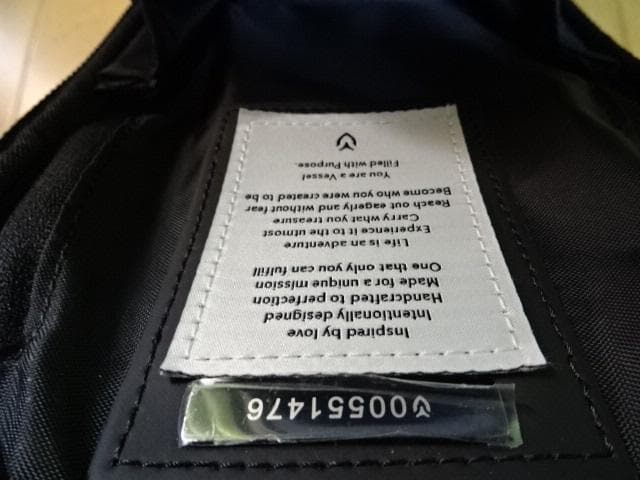 00551476
Inspired by love
Intentionally designed
Handcrafted to perfection
Made for a unique mission
One that only you can fulfill
Life is an adventure
Experience it to the utmost
Carry what you treasure
Reach out eagerly and without fear
Become who you were created to be
You are a Vessel
Filled with Purpose.